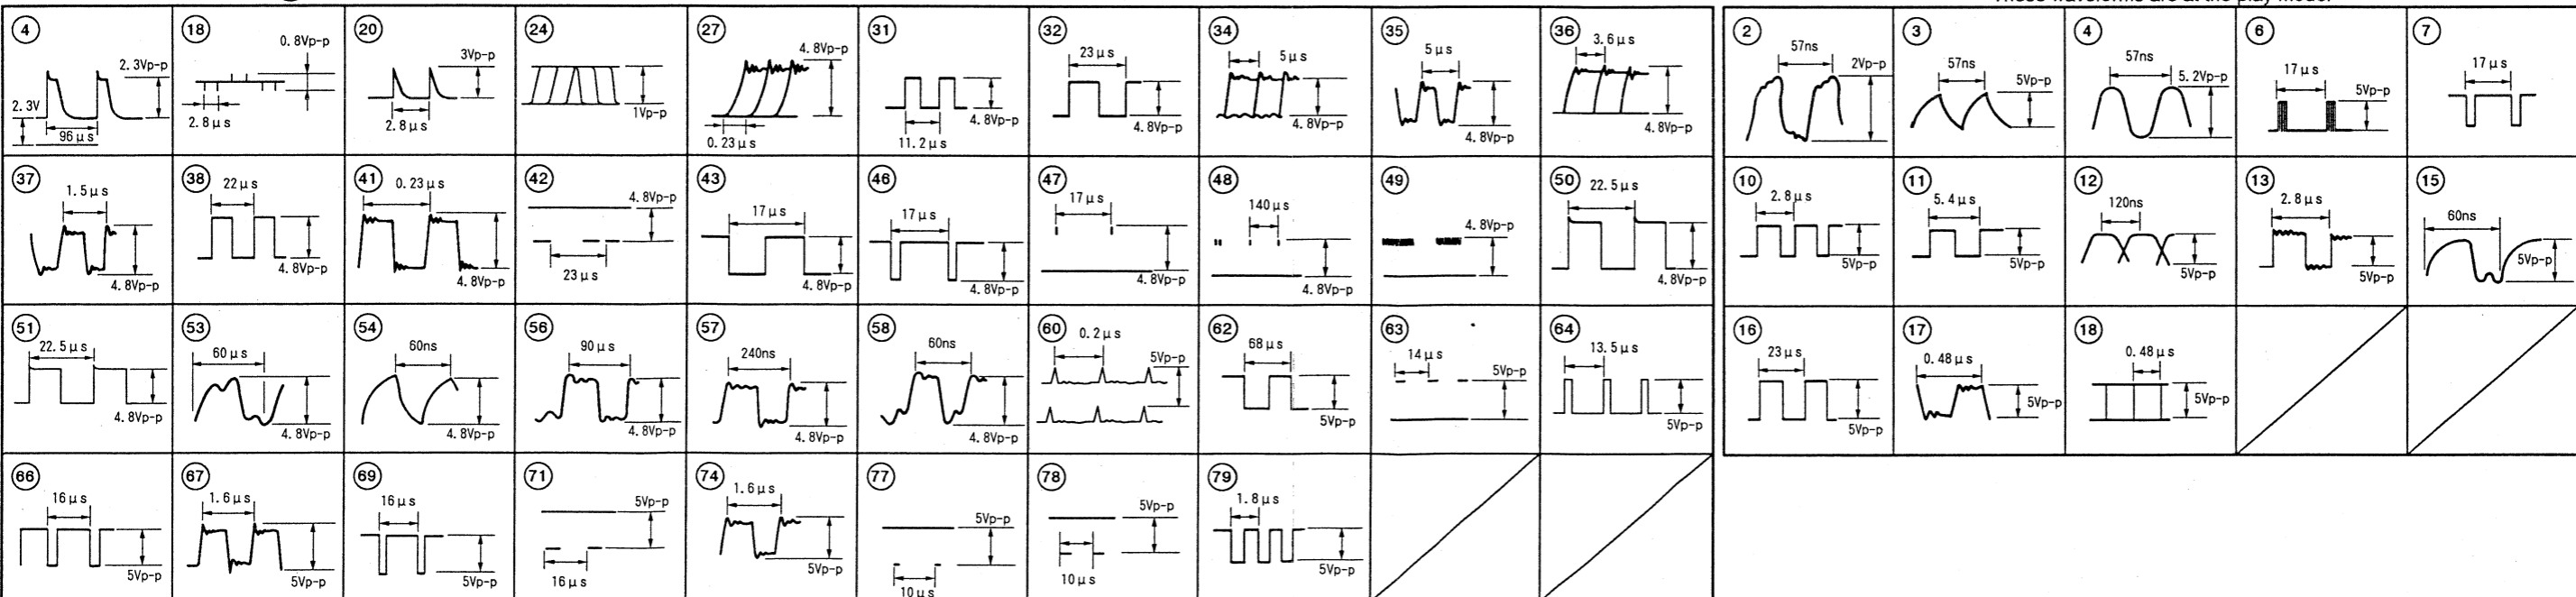 These waveforms are at the play mode.
4 2.3Vp-p 2.3V 96μs
18 0.8Vp-p 2.8μs
20 3Vp-p 2.8μs
24 1Vp-p
27 4.8Vp-p 0.23μs
31 4.8Vp-p 11.2μs
32 23μs 4.8Vp-p
34 5μs 4.8Vp-p
35 5μs 4.8Vp-p
36 3.6μs 4.8Vp-p
37 1.5μs 4.8Vp-p
38 22μs 4.8Vp-p
41 0.23μs 4.8Vp-p
42 4.8Vp-p 23μs
43 17μs 4.8Vp-p
46 17μs 4.8Vp-p
47 17μs 4.8Vp-p
48 140μs 4.8Vp-p
49 4.8Vp-p
50 22.5μs 4.8Vp-p
51 22.5μs 4.8Vp-p
53 60μs 4.8Vp-p
54 60ns 4.8Vp-p
56 90μs 4.8Vp-p
57 240ns 4.8Vp-p
58 60ns 4.8Vp-p
60 0.2μs 5Vp-p
62 68μs 5Vp-p
63 14μs 5Vp-p
64 13.5μs 5Vp-p
66 16μs 5Vp-p
67 1.6μs 5Vp-p
69 16μs 5Vp-p
71 5Vp-p 16μs
74 1.6μs 5Vp-p
77 5Vp-p 10μs
78 5Vp-p 10μs
79 1.8μs 5Vp-p
2 57ns 2Vp-p
3 57ns 5Vp-p
4 57ns 5.2Vp-p
6 17μs 5Vp-p
7 17μs
10 2.8μs 5Vp-p
11 5.4μs 5Vp-p
12 120ns 5Vp-p
13 2.8μs 5Vp-p
15 60ns 5Vp-p
16 23μs 5Vp-p
17 0.48μs 5Vp-p
18 0.48μs 5Vp-p